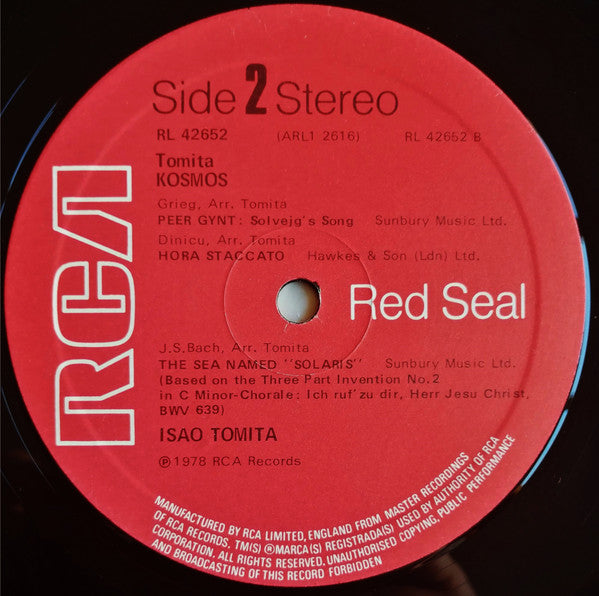 Side 2 Stereo
RL 42652 (ARL1 2616) RL 42652 B
Tomita
KOSMOS
Grieg, Arr. Tomita
PEER GYNT: Solvejg's Song Sunbury Music Ltd.
Dinicu, Arr. Tomita
HORA STACCATO Hawkes & Son (Ldn) Ltd.
RCA
Red Seal
J.S.Bach, Arr. Tomita
THE SEA NAMED "SOLARIS" Sunbury Music Ltd.
(Based on the Three Part Invention No.2
in C Minor-Chorale: Ich ruf' zu dir, Herr Jesu Christ,
BWV 639)
ISAO TOMITA
℗ 1978 RCA Records
MANUFACTURED BY RCA LIMITED, ENGLAND FROM MASTER RECORDINGS
OF RCA RECORDS, TM(S) ® MARCA(S) REGISTRADA(S) USED BY AUTHORITY OF RCA
CORPORATION. ALL RIGHTS RESERVED. UNAUTHORISED COPYING, PUBLIC PERFORMANCE
AND BROADCASTING OF THIS RECORD FORBIDDEN